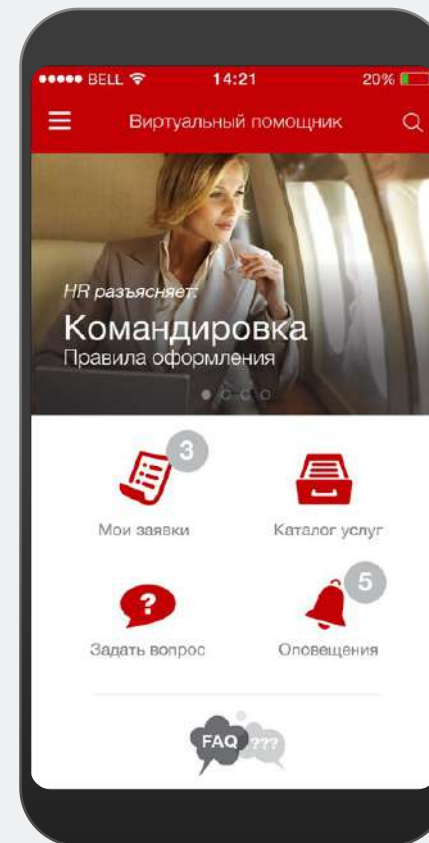 BELL 14:21 20%
Виртуальный помощник
HR разъясняет:
Командировка
Правила оформления
3
Мои заявки Каталог услуг
5
? Задать вопрос Оповещения
FAQ ???